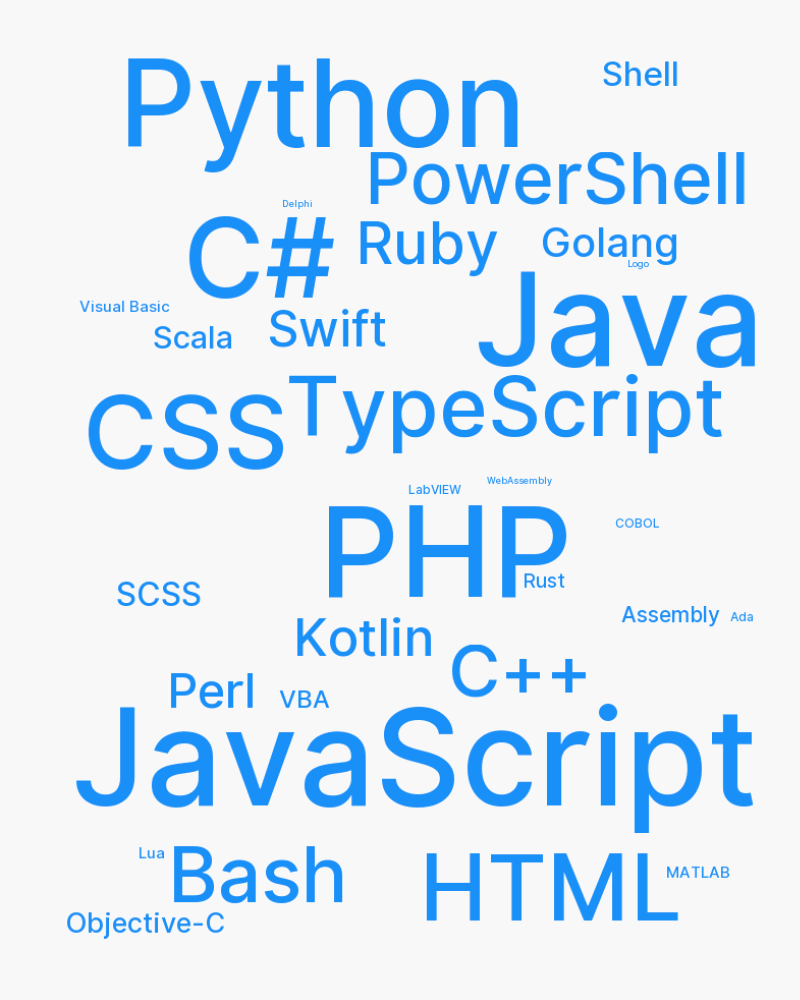 Python
Shell
PowerShell
Delphi
C#
Ruby
Golang
Logo
Java
Visual Basic
Scala
Swift
TypeScript
CSS
LabVIEW
WebAssembly
PHP
COBOL
Rust
SCSS
Assembly
Ada
Kotlin
C++
Perl
VBA
JavaScript
Lua
Bash
HTML
MATLAB
Objective-C